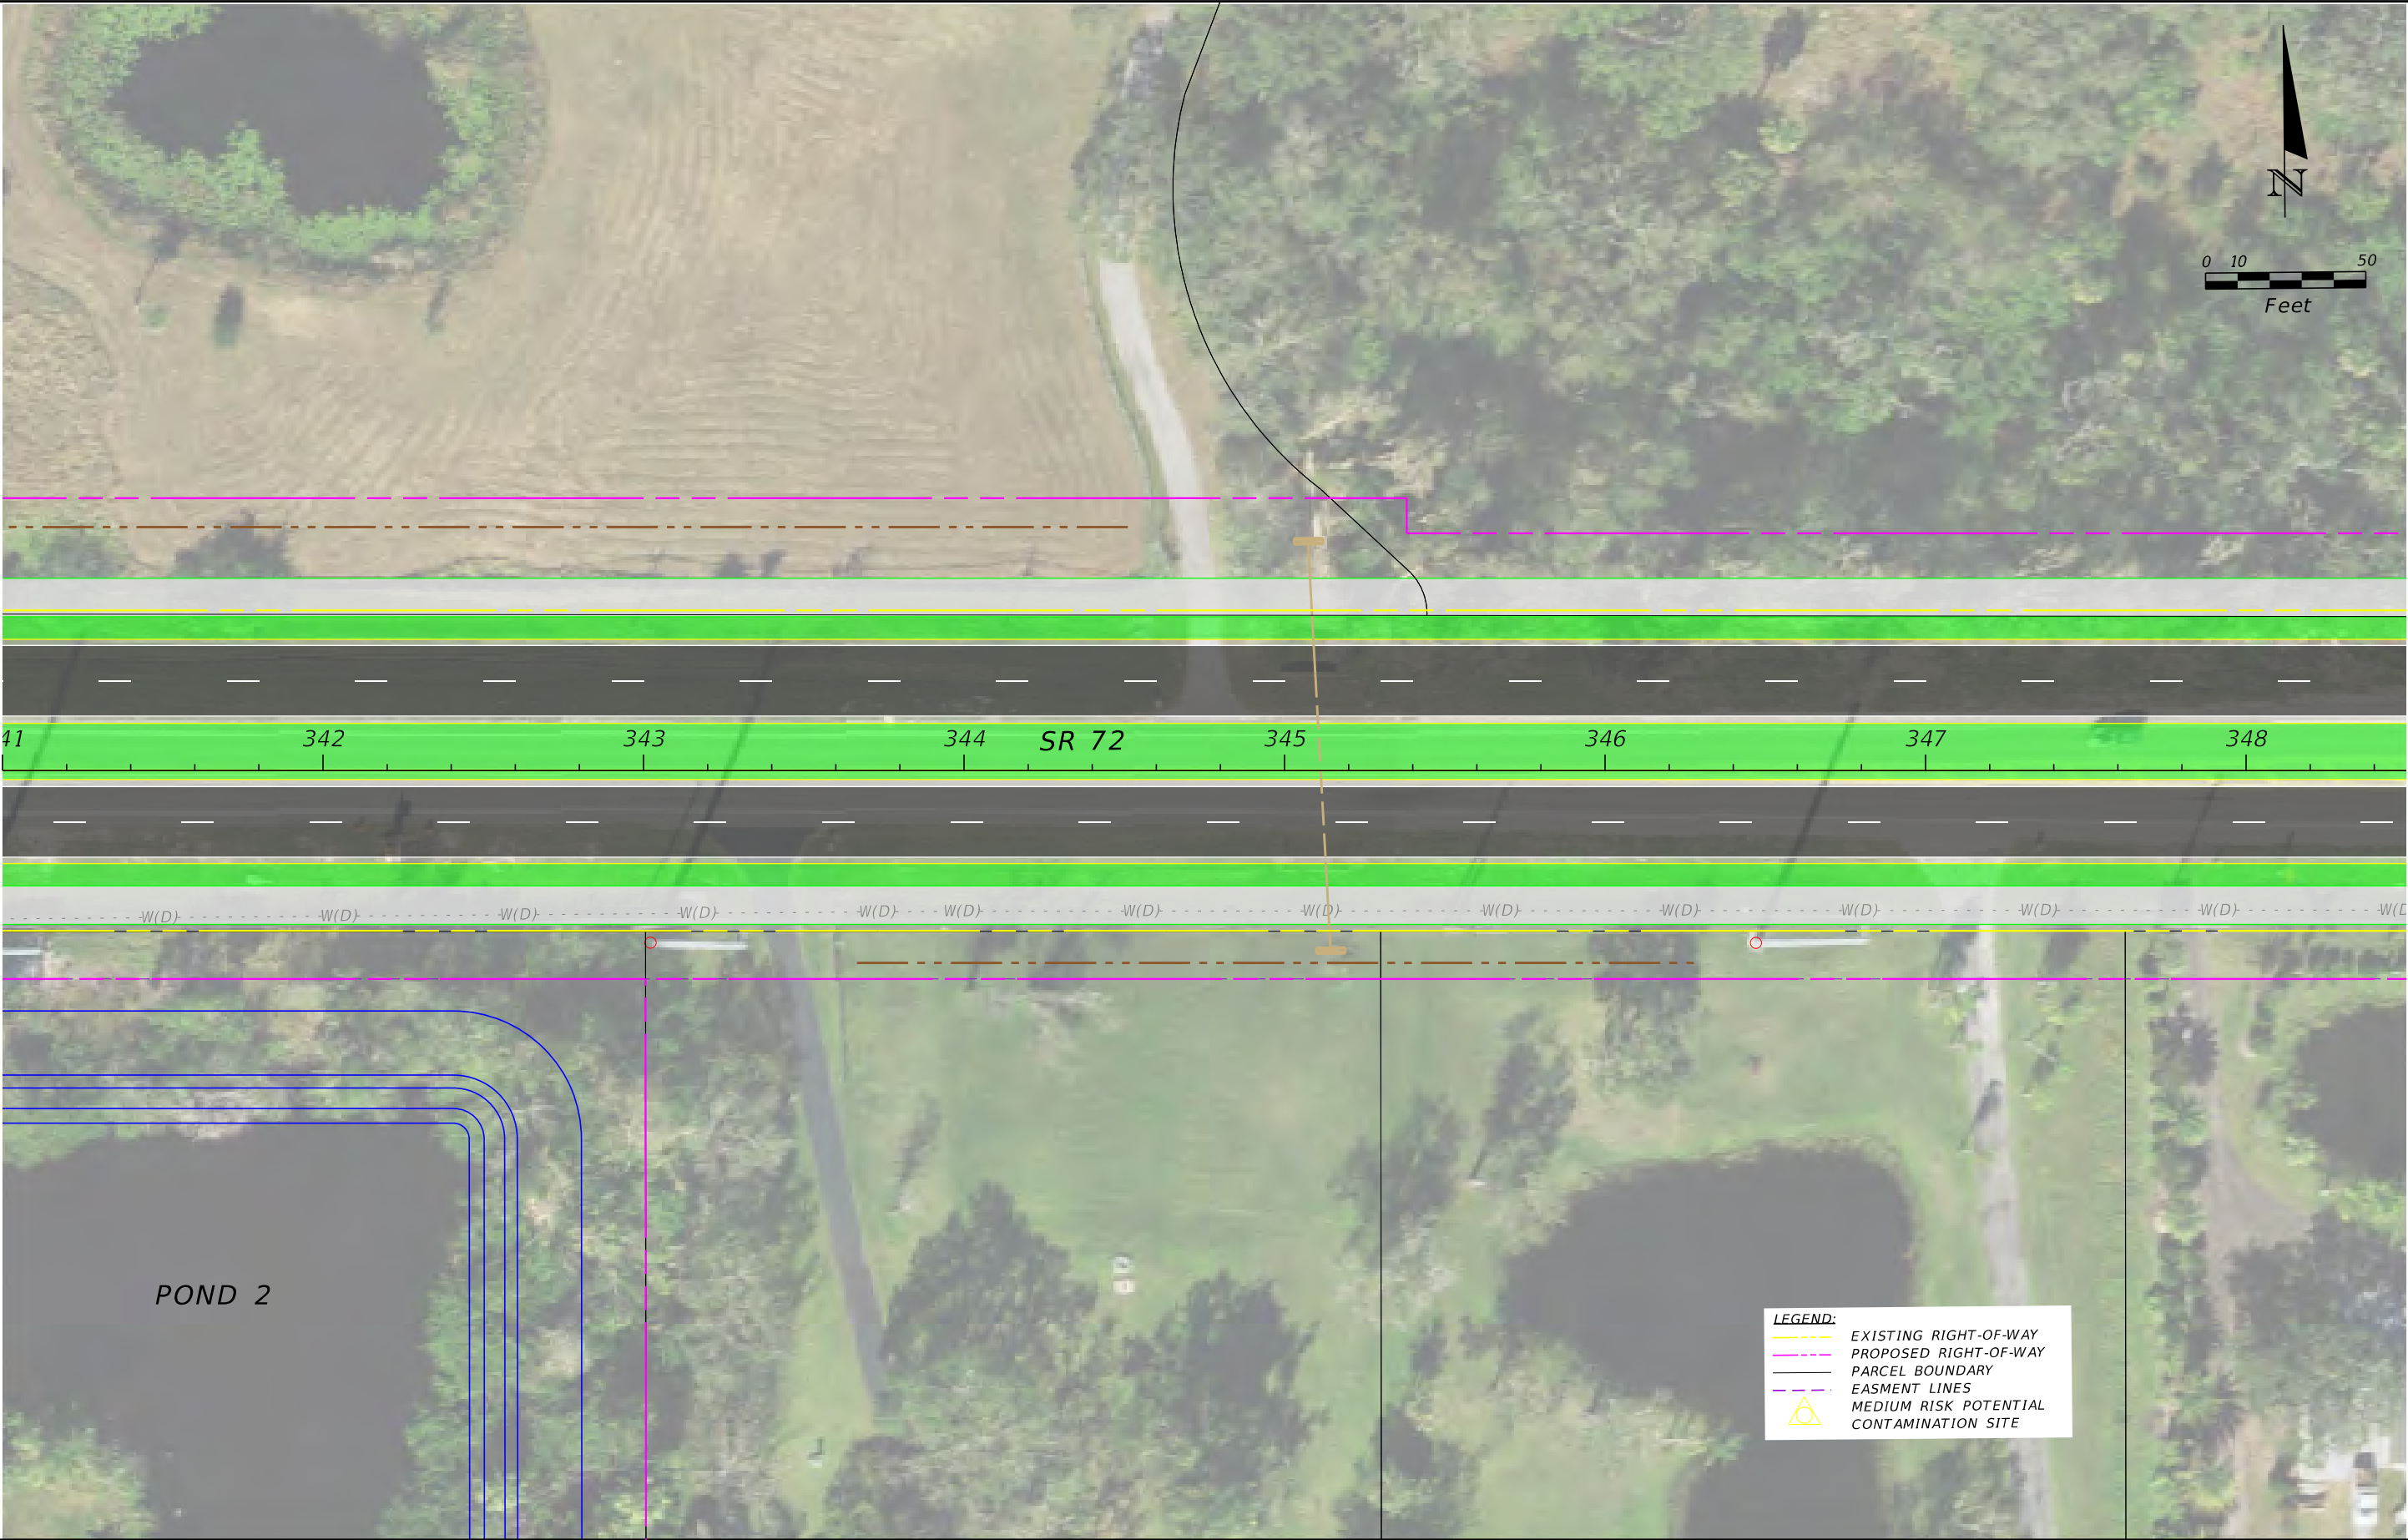 N
0 10 50
Feet
41 342 343 344 SR 72 345 346 347 348
W(D) W(D) W(D) W(D) W(D) W(D) W(D) W(D) W(D) W(D) W(D) W(D) W(D) W(D
POND 2
LEGEND:
EXISTING RIGHT-OF-WAY
PROPOSED RIGHT-OF-WAY
PARCEL BOUNDARY
EASMENT LINES
MEDIUM RISK POTENTIAL
CONTAMINATION SITE